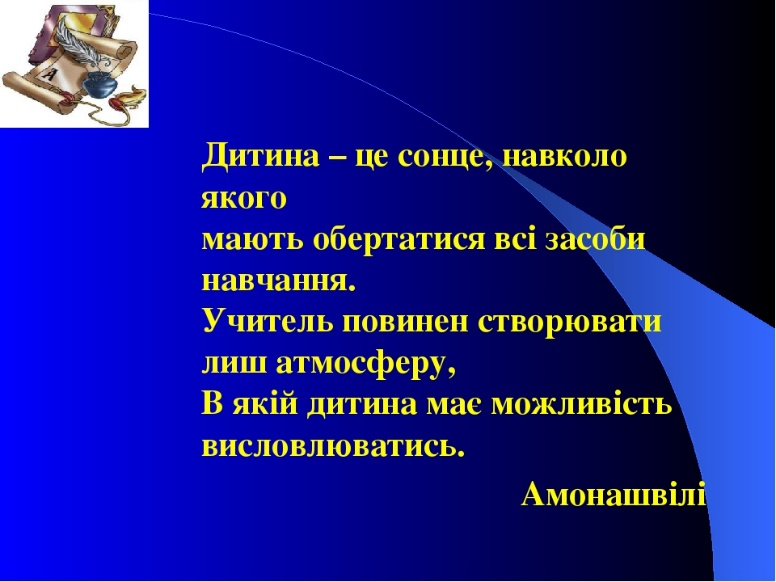 А
Дитина – це сонце, навколо
якого
мають обертатися всі засоби
навчання.
Учитель повинен створювати
лиш атмосферу,
В якій дитина має можливість
висловлюватись.
Амонашвілі